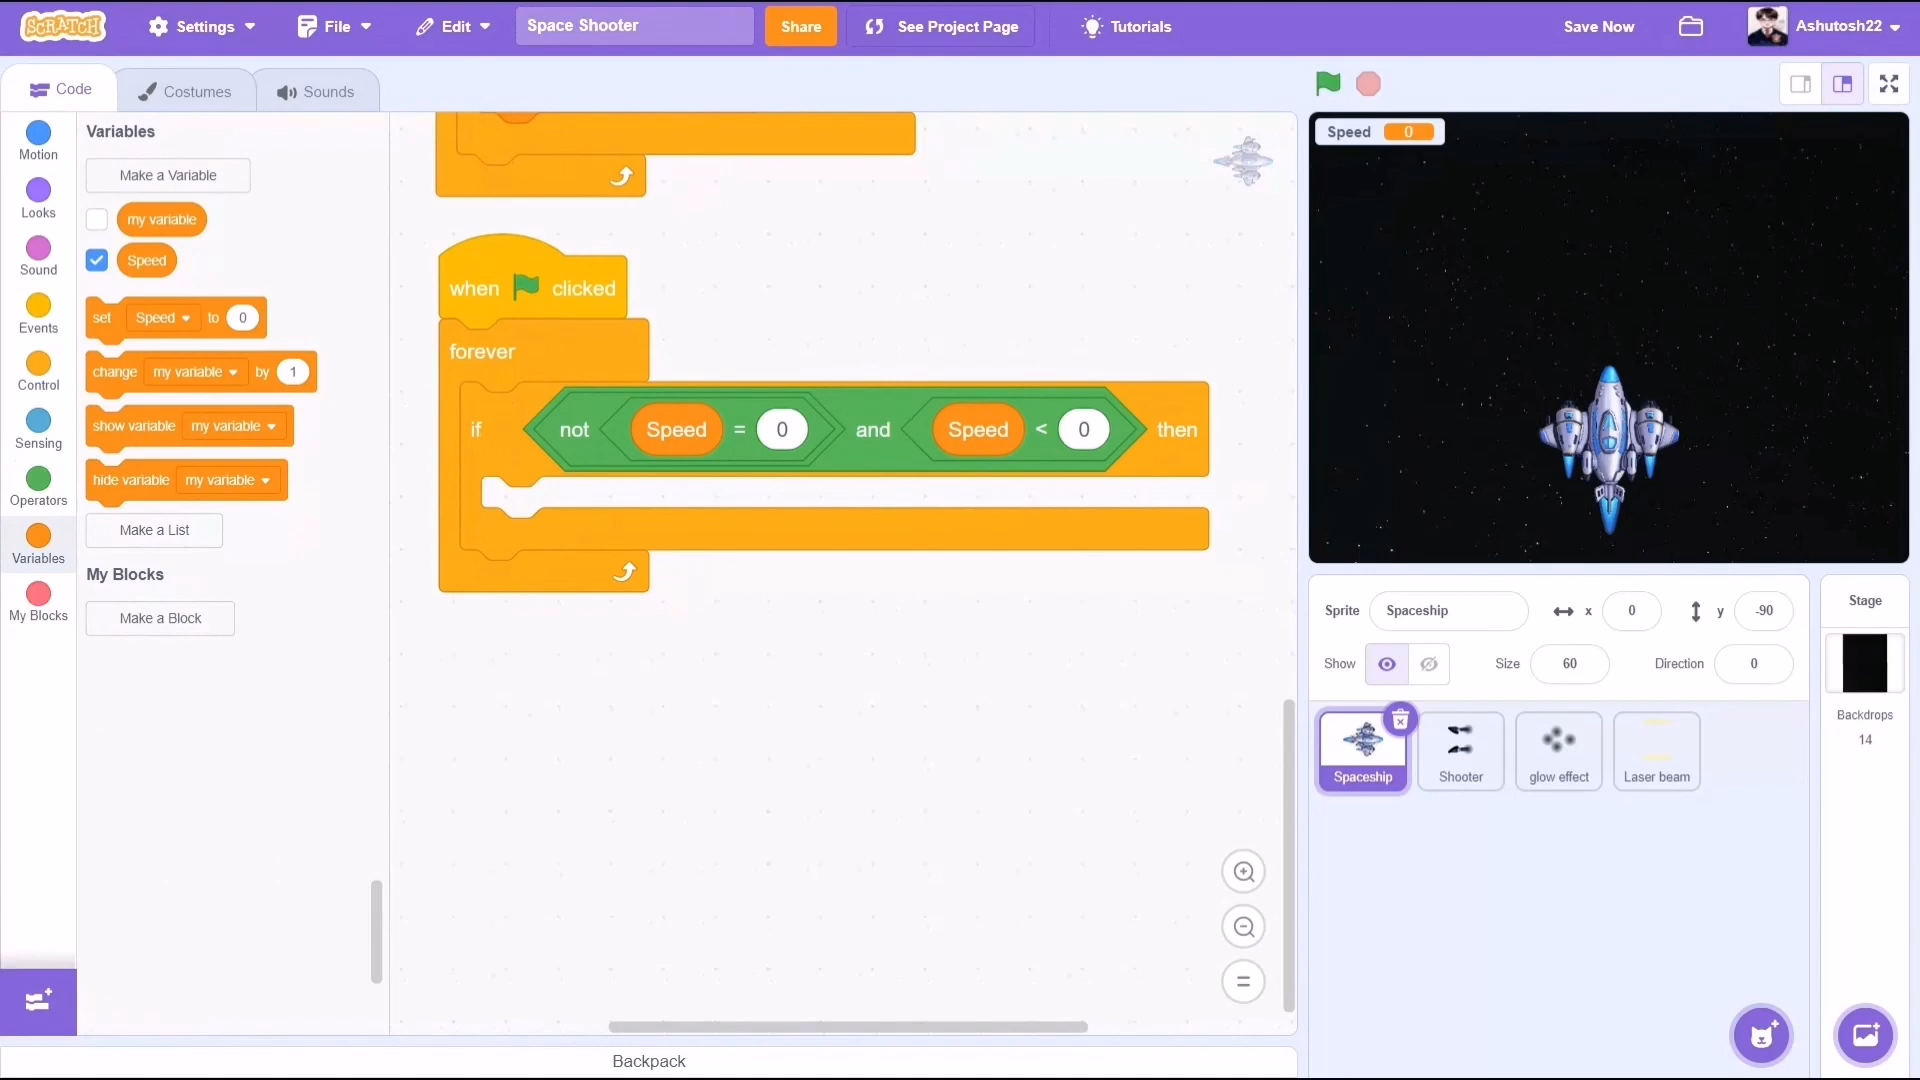 SCRATCH
Settings
File
Edit
Space Shooter
Share
See Project Page
Tutorials
Save Now
Ashutosh22
Code
Costumes
Sounds
Motion
Looks
Sound
Events
Control
Sensing
Operators
Variables
My Blocks
Variables
Make a Variable
my variable
Speed
set Speed to 0
change my variable by 1
show variable my variable
hide variable my variable
Make a List
My Blocks
Make a Block
when clicked
forever
if not Speed = 0 and Speed < 0 then
Backpack
Speed 0
Sprite Spaceship x 0 y -90
Show Size 60 Direction 0
Spaceship
Shooter
glow effect
Laser beam
Stage
Backdrops
14